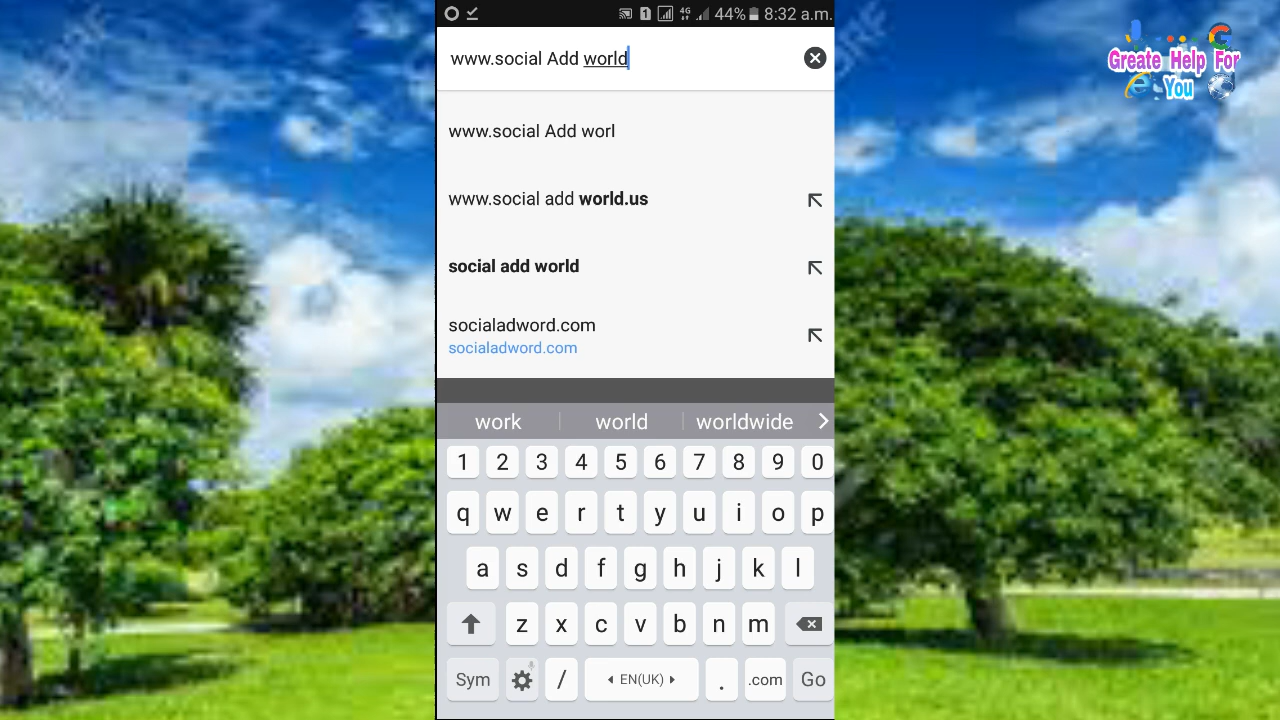 44% 8:32 a.m.
www.social Add world
www.social Add worl
www.social add world.us
social add world
socialadword.com
socialadword.com
work world worldwide
1 2 3 4 5 6 7 8 9 0
q w e r t y u i o p
a s d f g h j k l
z x c v b n m
Sym / EN(UK) . .com Go
Greate Help For
You